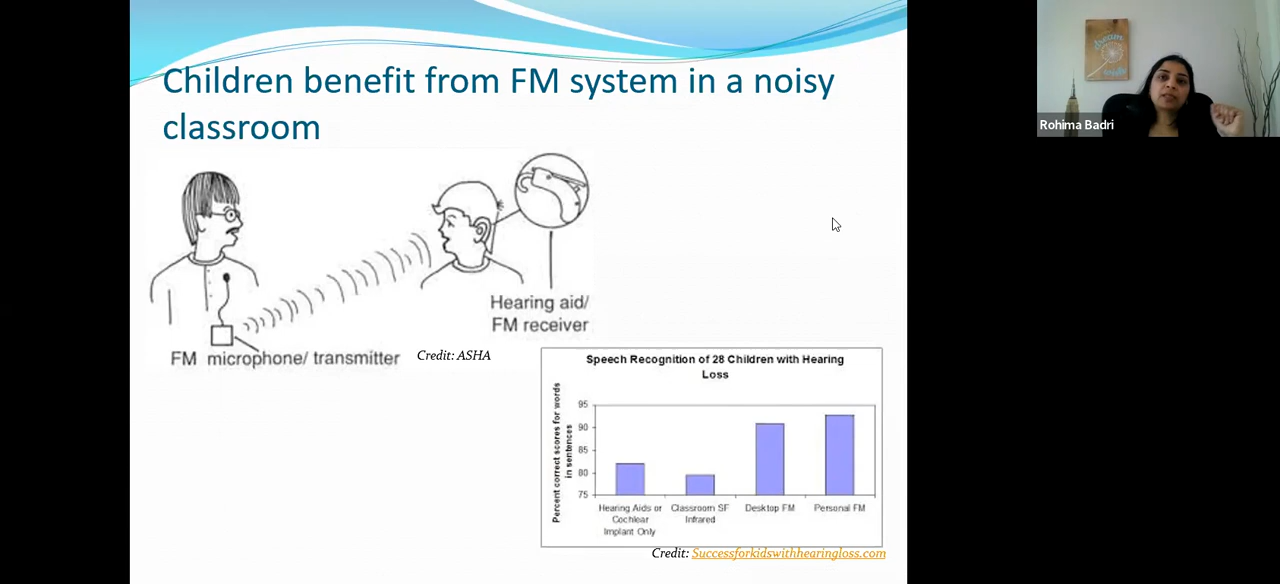 Children benefit from FM system in a noisy
classroom
Rohima Badri
Hearing aid/
FM receiver
FM microphone/ transmitter
Credit: ASHA
Speech Recognition of 28 Children with Hearing
Loss
Percent correct scores for words
in sentences
95
90
85
80
75
Hearing Aids or
Cochlear
Implant Only
Classroom SF
Infrared
Desktop FM
Personal FM
Credit: Successforkidswithhearingloss.com